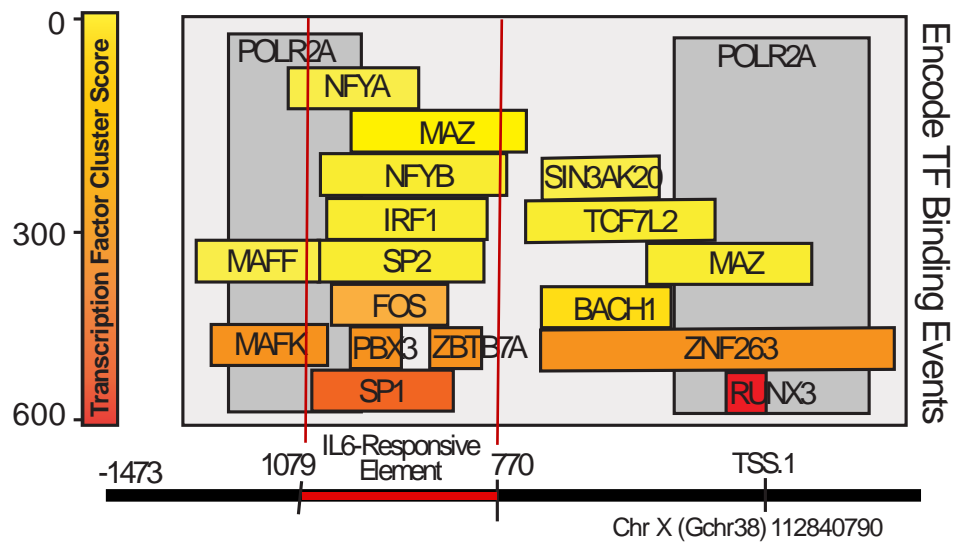 0
300
600
Transcription Factor Cluster Score
POLR2A
POLR2A
NFYA
MAZ
NFYB
SIN3AK20
IRF1
TCF7L2
MAFF
SP2
MAZ
FOS
BACH1
MAFK
PBX3
ZBTB7A
ZNF263
SP1
RUNX3
Encode TF Binding Events
-1473
1079
IL6-Responsive
Element
770
TSS.1
Chr X (Gchr38) 112840790